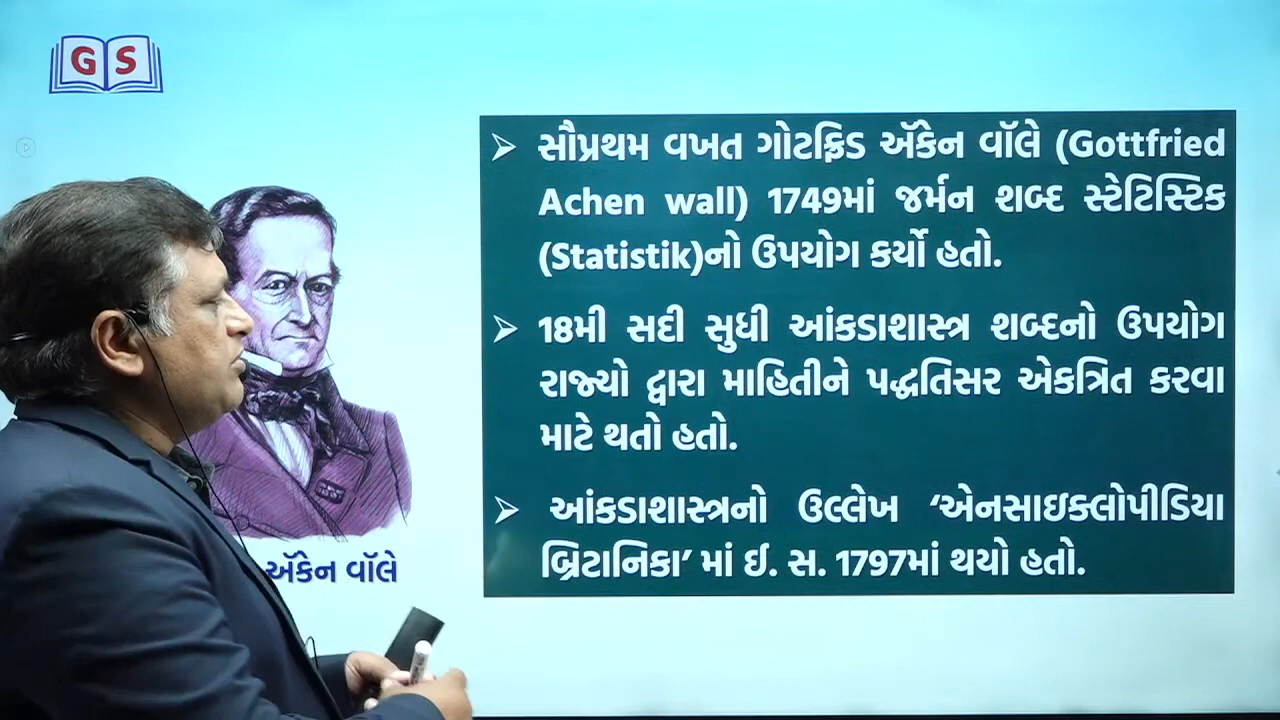 G S
➤ સૌપ્રથમ વખત ગોટફ્રિડ ઍકેન વૉલે (Gottfried
Achen wall) 1749માં જર્મન શબ્દ સ્ટેટિસ્ટિક
(Statistik)નો ઉપયોગ કર્યો હતો.
➤ 18મી સદી સુધી આંકડાશાસ્ત્ર શબ્દનો ઉપયોગ
રાજ્યો દ્વારા માહિતીને પદ્ધતિસર એકત્રિત કરવા
માટે થતો હતો.
➤ આંકડાશાસ્ત્રનો ઉલ્લેખ ‘એનસાઇક્લોપીડિયા
બ્રિટાનિકા’ માં ઈ. સ. 1797માં થયો હતો.
ઍકેન વૉલે